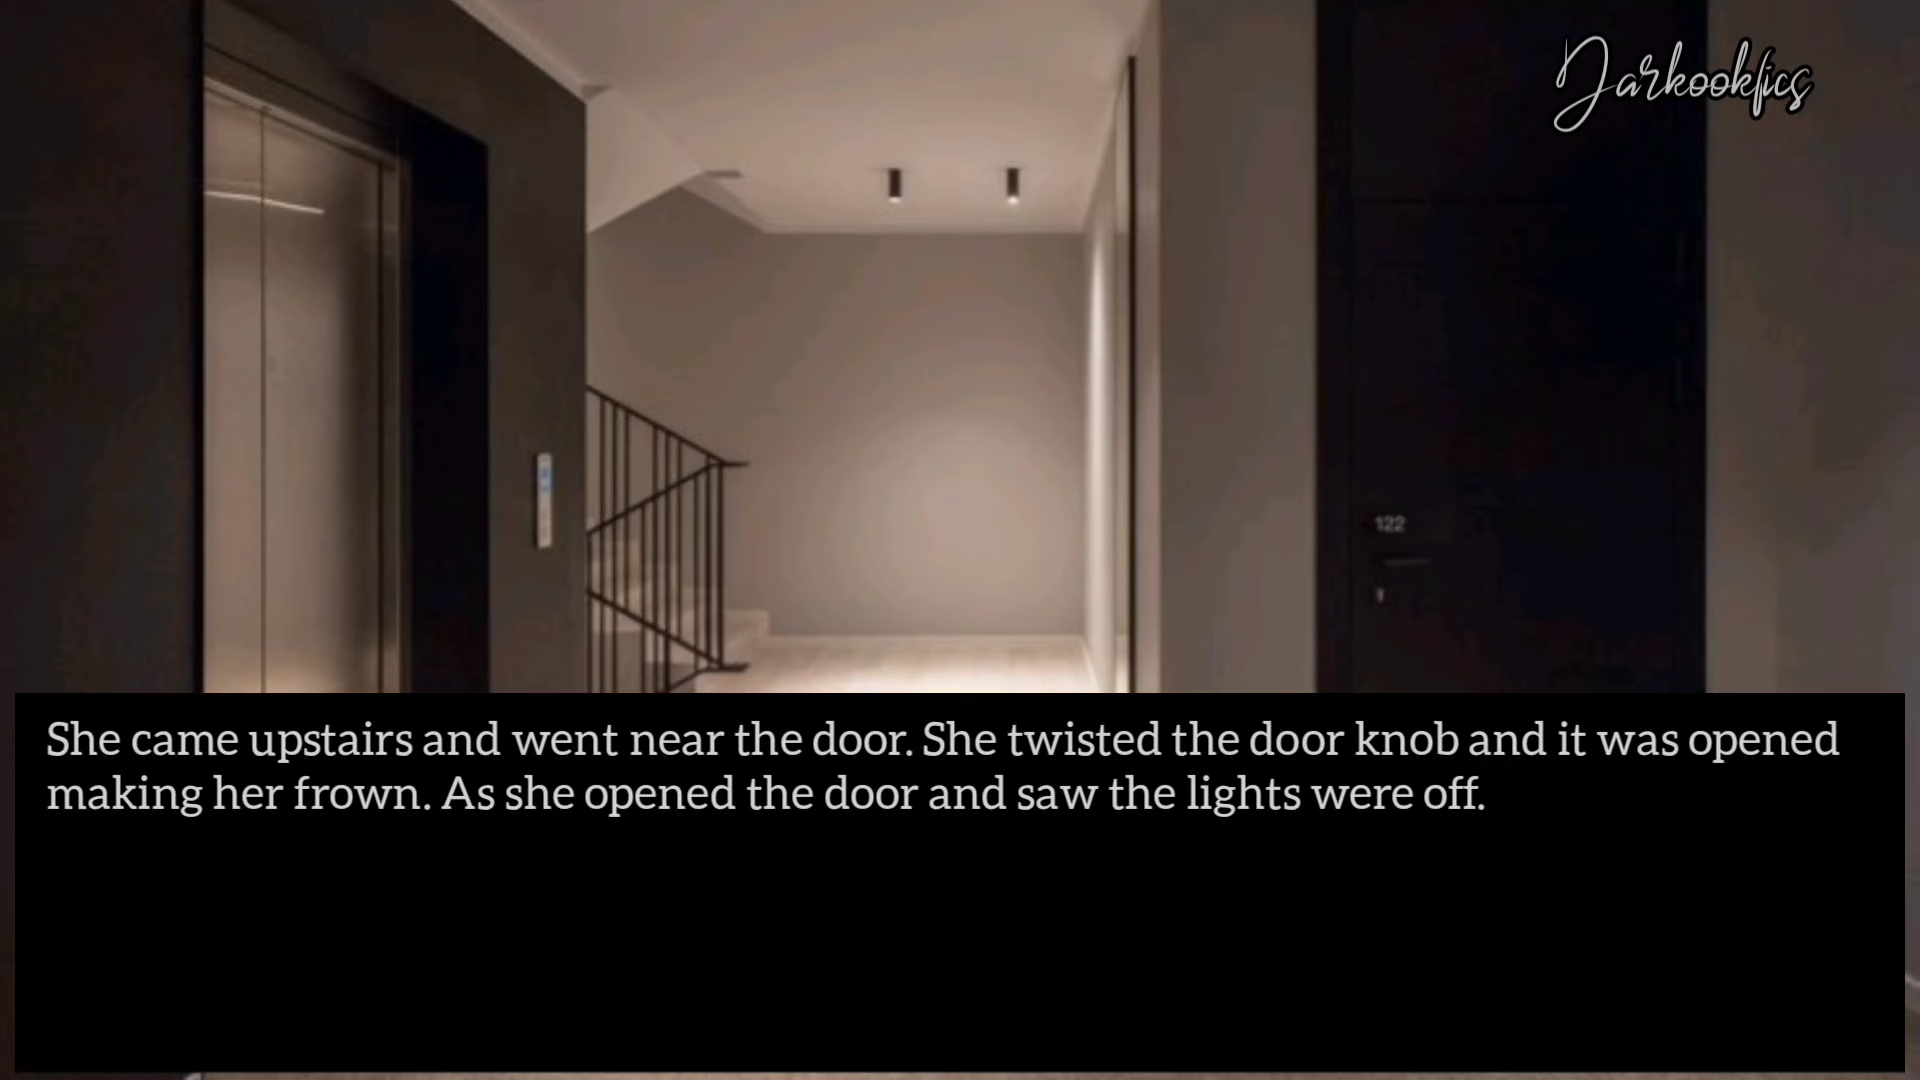 Darkookfics
122
She came upstairs and went near the door. She twisted the door knob and it was opened
making her frown. As she opened the door and saw the lights were off.